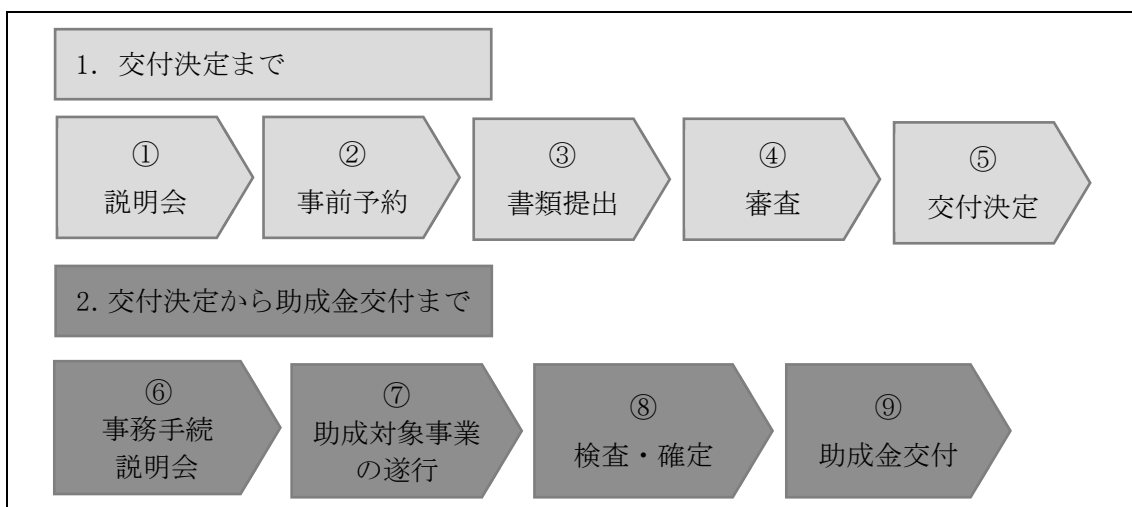 1. 交付決定まで
①
説明会
②
事前予約
③
書類提出
④
審査
⑤
交付決定
2. 交付決定から助成金交付まで
⑥
事務手続
説明会
⑦
助成対象事業
の遂行
⑧
検査・確定
⑨
助成金交付